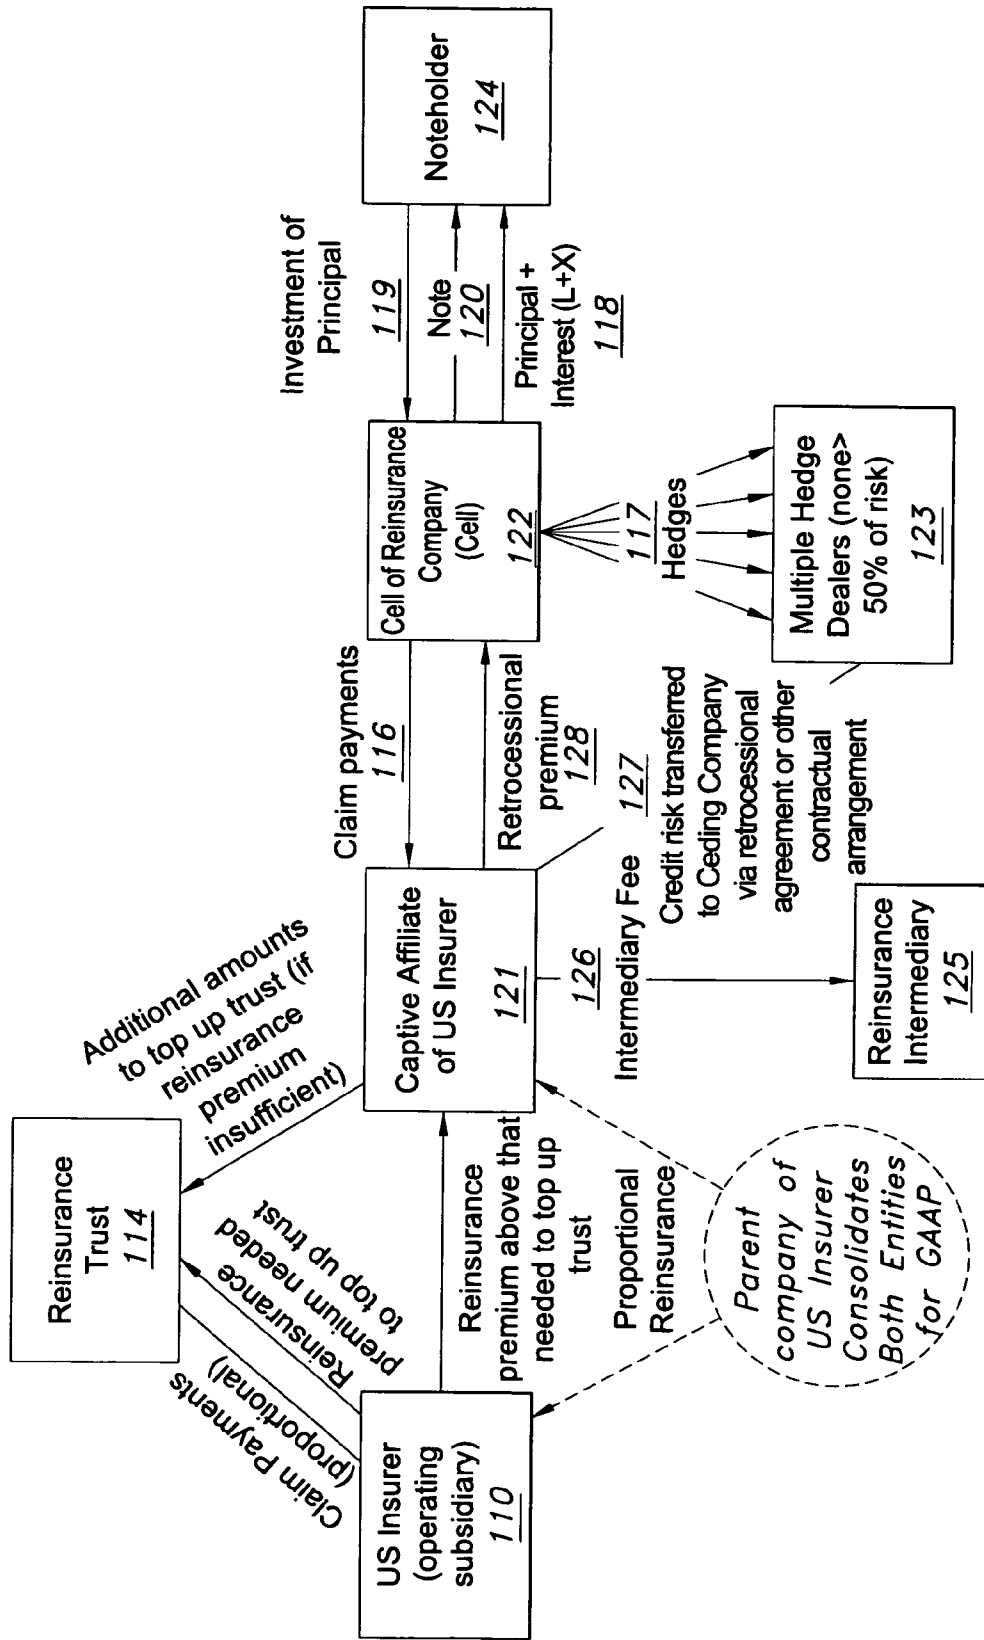 Reinsurance
Trust
114
Claim Payments
(proportional)
Reinsurance
premium needed
to top up trust
Additional amounts
to top up trust (if
reinsurance
premium
insufficient)
US Insurer
(operating
subsidiary)
110
Reinsurance
premium above that
needed to top up
trust
Captive Affiliate
of US Insurer
121
Claim payments
116
Retrocessional
premium
128
Cell of Reinsurance
Company
(Cell)
122
Investment of
Principal
119
Note
120
Principal +
Interest (L+X)
118
Noteholder
124
Proportional
Reinsurance
Parent
company of
US Insurer
Consolidates
Both Entities
for GAAP
Intermediary Fee
126
Reinsurance
Intermediary
125
127
Credit risk transferred
to Ceding Company
via retrocessional
agreement or other
contractual
arrangement
117
Hedges
Multiple Hedge
Dealers (none>
50% of risk)
123